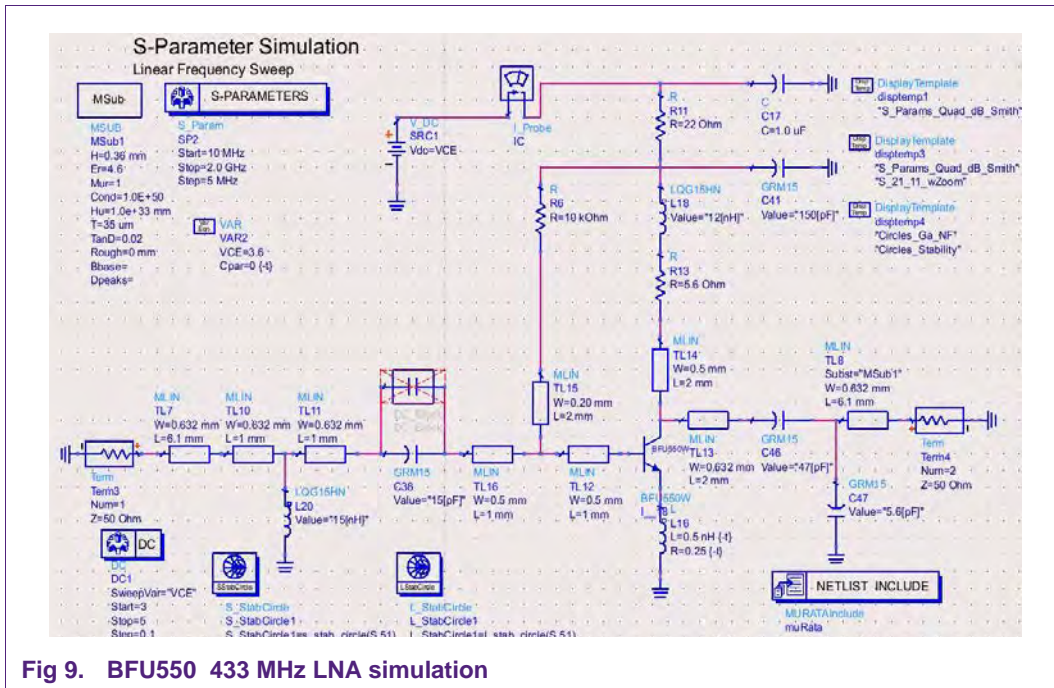 S-Parameter Simulation
Linear Frequency Sweep
MSub
MSUB
MSub1
H=0.36 mm
Er=4.6
Mur=1
Cond=1.0E+50
Hu=1.0e+33 mm
T=35 um
TanD=0.02
Rough=0 mm
Bbase=
Dpeaks=
S-PARAMETERS
S_Param
SP2
Start=10 MHz
Stop=2.0 GHz
Step=5 MHz
VAR
VAR2
VCE=3.6
Cpar=0 {-t}
V_DC
SRC1
Vdc=VCE
I_Probe
IC
R
R11
R=22 Ohm
C
C17
C=1.0 uF
DisplayTemplate
disptemp1
"S_Params_Quad_dB_Smith"
DisplayTemplate
disptemp3
"S_Params_Quad_dB_Smith"
"S_21_11_wZoom"
DisplayTemplate
disptemp4
"Circles_Ga_NF"
"Circles_Stability"
R
R6
R=10 kOhm
LQG15HN
L18
Value="12[nH]"
GRM15
C41
Value="150[pF]"
R
R13
R=5.6 Ohm
MLIN
TL14
W=0.5 mm
L=2 mm
MLIN
TL8
Subst="MSub1"
W=0.632 mm
L=6.1 mm
MLIN
TL7
W=0.632 mm
L=6.1 mm
MLIN
TL10
W=0.632 mm
L=1 mm
MLIN
TL11
W=0.632 mm
L=1 mm
MLIN
TL15
W=0.20 mm
L=2 mm
Term
Term3
Num=1
Z=50 Ohm
LQG15HN
L20
Value="15[nH]"
GRM15
C38
Value="15[pF]"
MLIN
TL16
W=0.5 mm
L=1 mm
MLIN
TL12
W=0.5 mm
L=1 mm
BFU550W
MLIN
TL13
W=0.632 mm
L=2 mm
GRM15
C46
Value="47[pF]"
Term
Term4
Num=2
Z=50 Ohm
BFU550W
L
L16
L=0.5 nH {-t}
R=0.25 {-t}
GRM15
C47
Value="5.6[pF]"
DC
DC
DC1
SweepVar="VCE"
Start=3
Stop=5
Step=0.1
SStabCircle
S_StabCircle
S_StabCircle1
S_StabCircle1=s_stab_circle(S,51)
LStabCircle
L_StabCircle
L_StabCircle1
L_StabCircle1=l_stab_circle(S,51)
NETLIST INCLUDE
MURATAInclude
muRata
Fig 9. BFU550 433 MHz LNA simulation